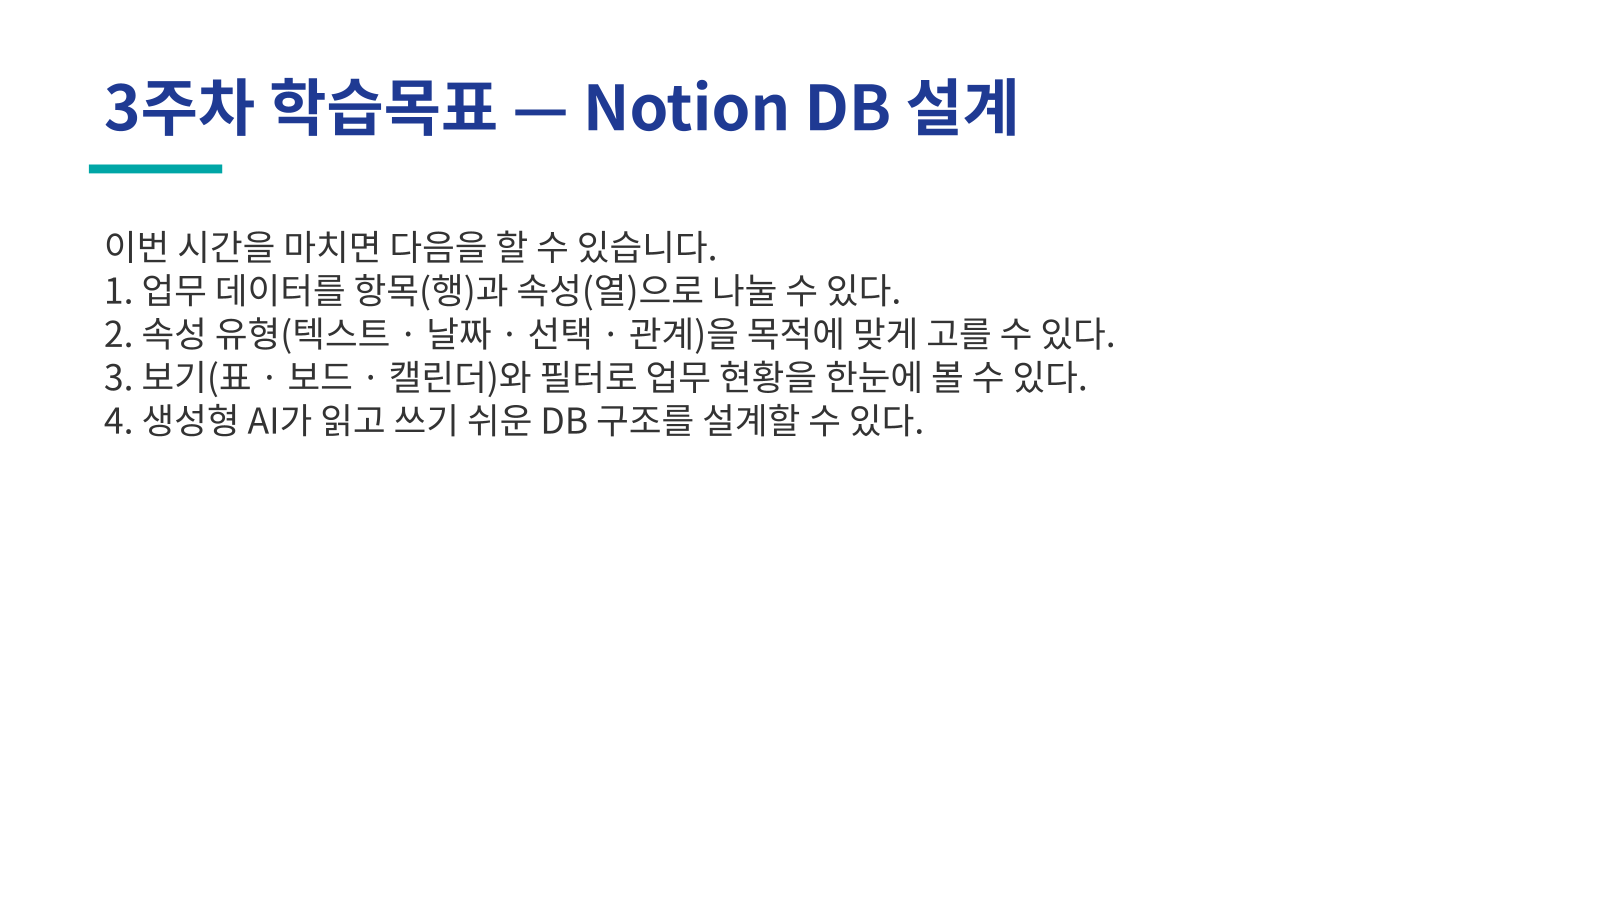 3주차 학습목표 — Notion DB 설계
이번 시간을 마치면 다음을 할 수 있습니다.
1. 업무 데이터를 항목(행)과 속성(열)으로 나눌 수 있다.
2. 속성 유형(텍스트 · 날짜 · 선택 · 관계)을 목적에 맞게 고를 수 있다.
3. 보기(표 · 보드 · 캘린더)와 필터로 업무 현황을 한눈에 볼 수 있다.
4. 생성형 AI가 읽고 쓰기 쉬운 DB 구조를 설계할 수 있다.